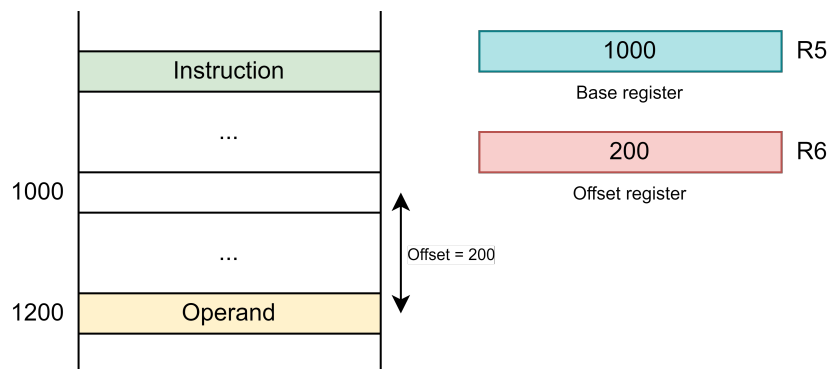 Instruction
...
1000
...
Offset = 200
1200
Operand
1000
R5
Base register
200
R6
Offset register